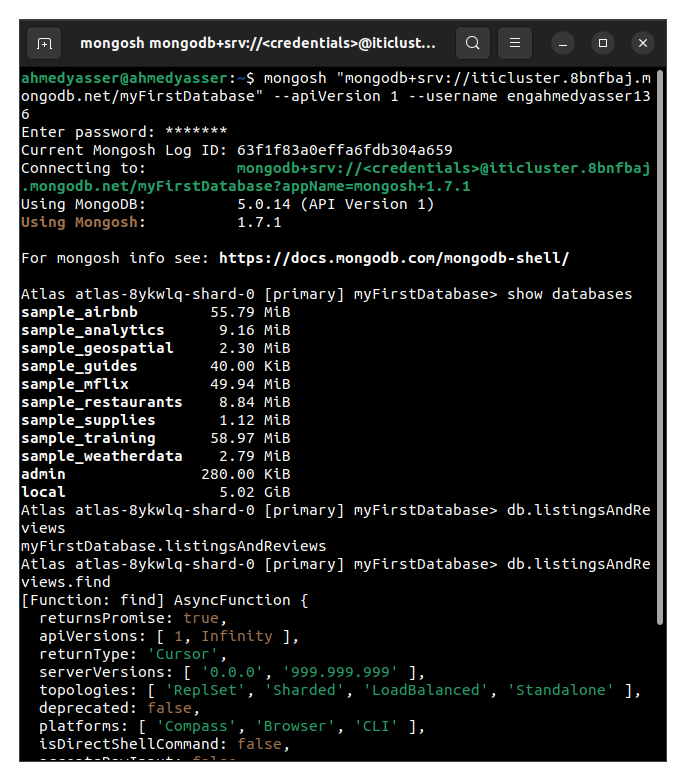 mongosh mongodb+srv://<credentials>@iticlust...
ahmedyasser@ahmedyasser:~$ mongosh "mongodb+srv://iticluster.8bnfbaj.m
ongodb.net/myFirstDatabase" --apiVersion 1 --username engahmedyasser13
6
Enter password: *******
Current Mongosh Log ID: 63f1f83a0effa6fdb304a659
Connecting to:          mongodb+srv://<credentials>@iticluster.8bnfbaj
.mongodb.net/myFirstDatabase?appName=mongosh+1.7.1
Using MongoDB:          5.0.14 (API Version 1)
Using Mongosh:          1.7.1
For mongosh info see: https://docs.mongodb.com/mongodb-shell/
Atlas atlas-8ykwlq-shard-0 [primary] myFirstDatabase> show databases
sample_airbnb        55.79 MiB
sample_analytics      9.16 MiB
sample_geospatial     2.30 MiB
sample_guides        40.00 KiB
sample_mflix         49.94 MiB
sample_restaurants    8.84 MiB
sample_supplies       1.12 MiB
sample_training      58.97 MiB
sample_weatherdata    2.79 MiB
admin               280.00 KiB
local                 5.02 GiB
Atlas atlas-8ykwlq-shard-0 [primary] myFirstDatabase> db.listingsAndRe
views
myFirstDatabase.listingsAndReviews
Atlas atlas-8ykwlq-shard-0 [primary] myFirstDatabase> db.listingsAndRe
views.find
[Function: find] AsyncFunction {
  returnsPromise: true,
  apiVersions: [ 1, Infinity ],
  returnType: 'Cursor',
  serverVersions: [ '0.0.0', '999.999.999' ],
  topologies: [ 'ReplSet', 'Sharded', 'LoadBalanced', 'Standalone' ],
  deprecated: false,
  platforms: [ 'Compass', 'Browser', 'CLI' ],
  isDirectShellCommand: false,